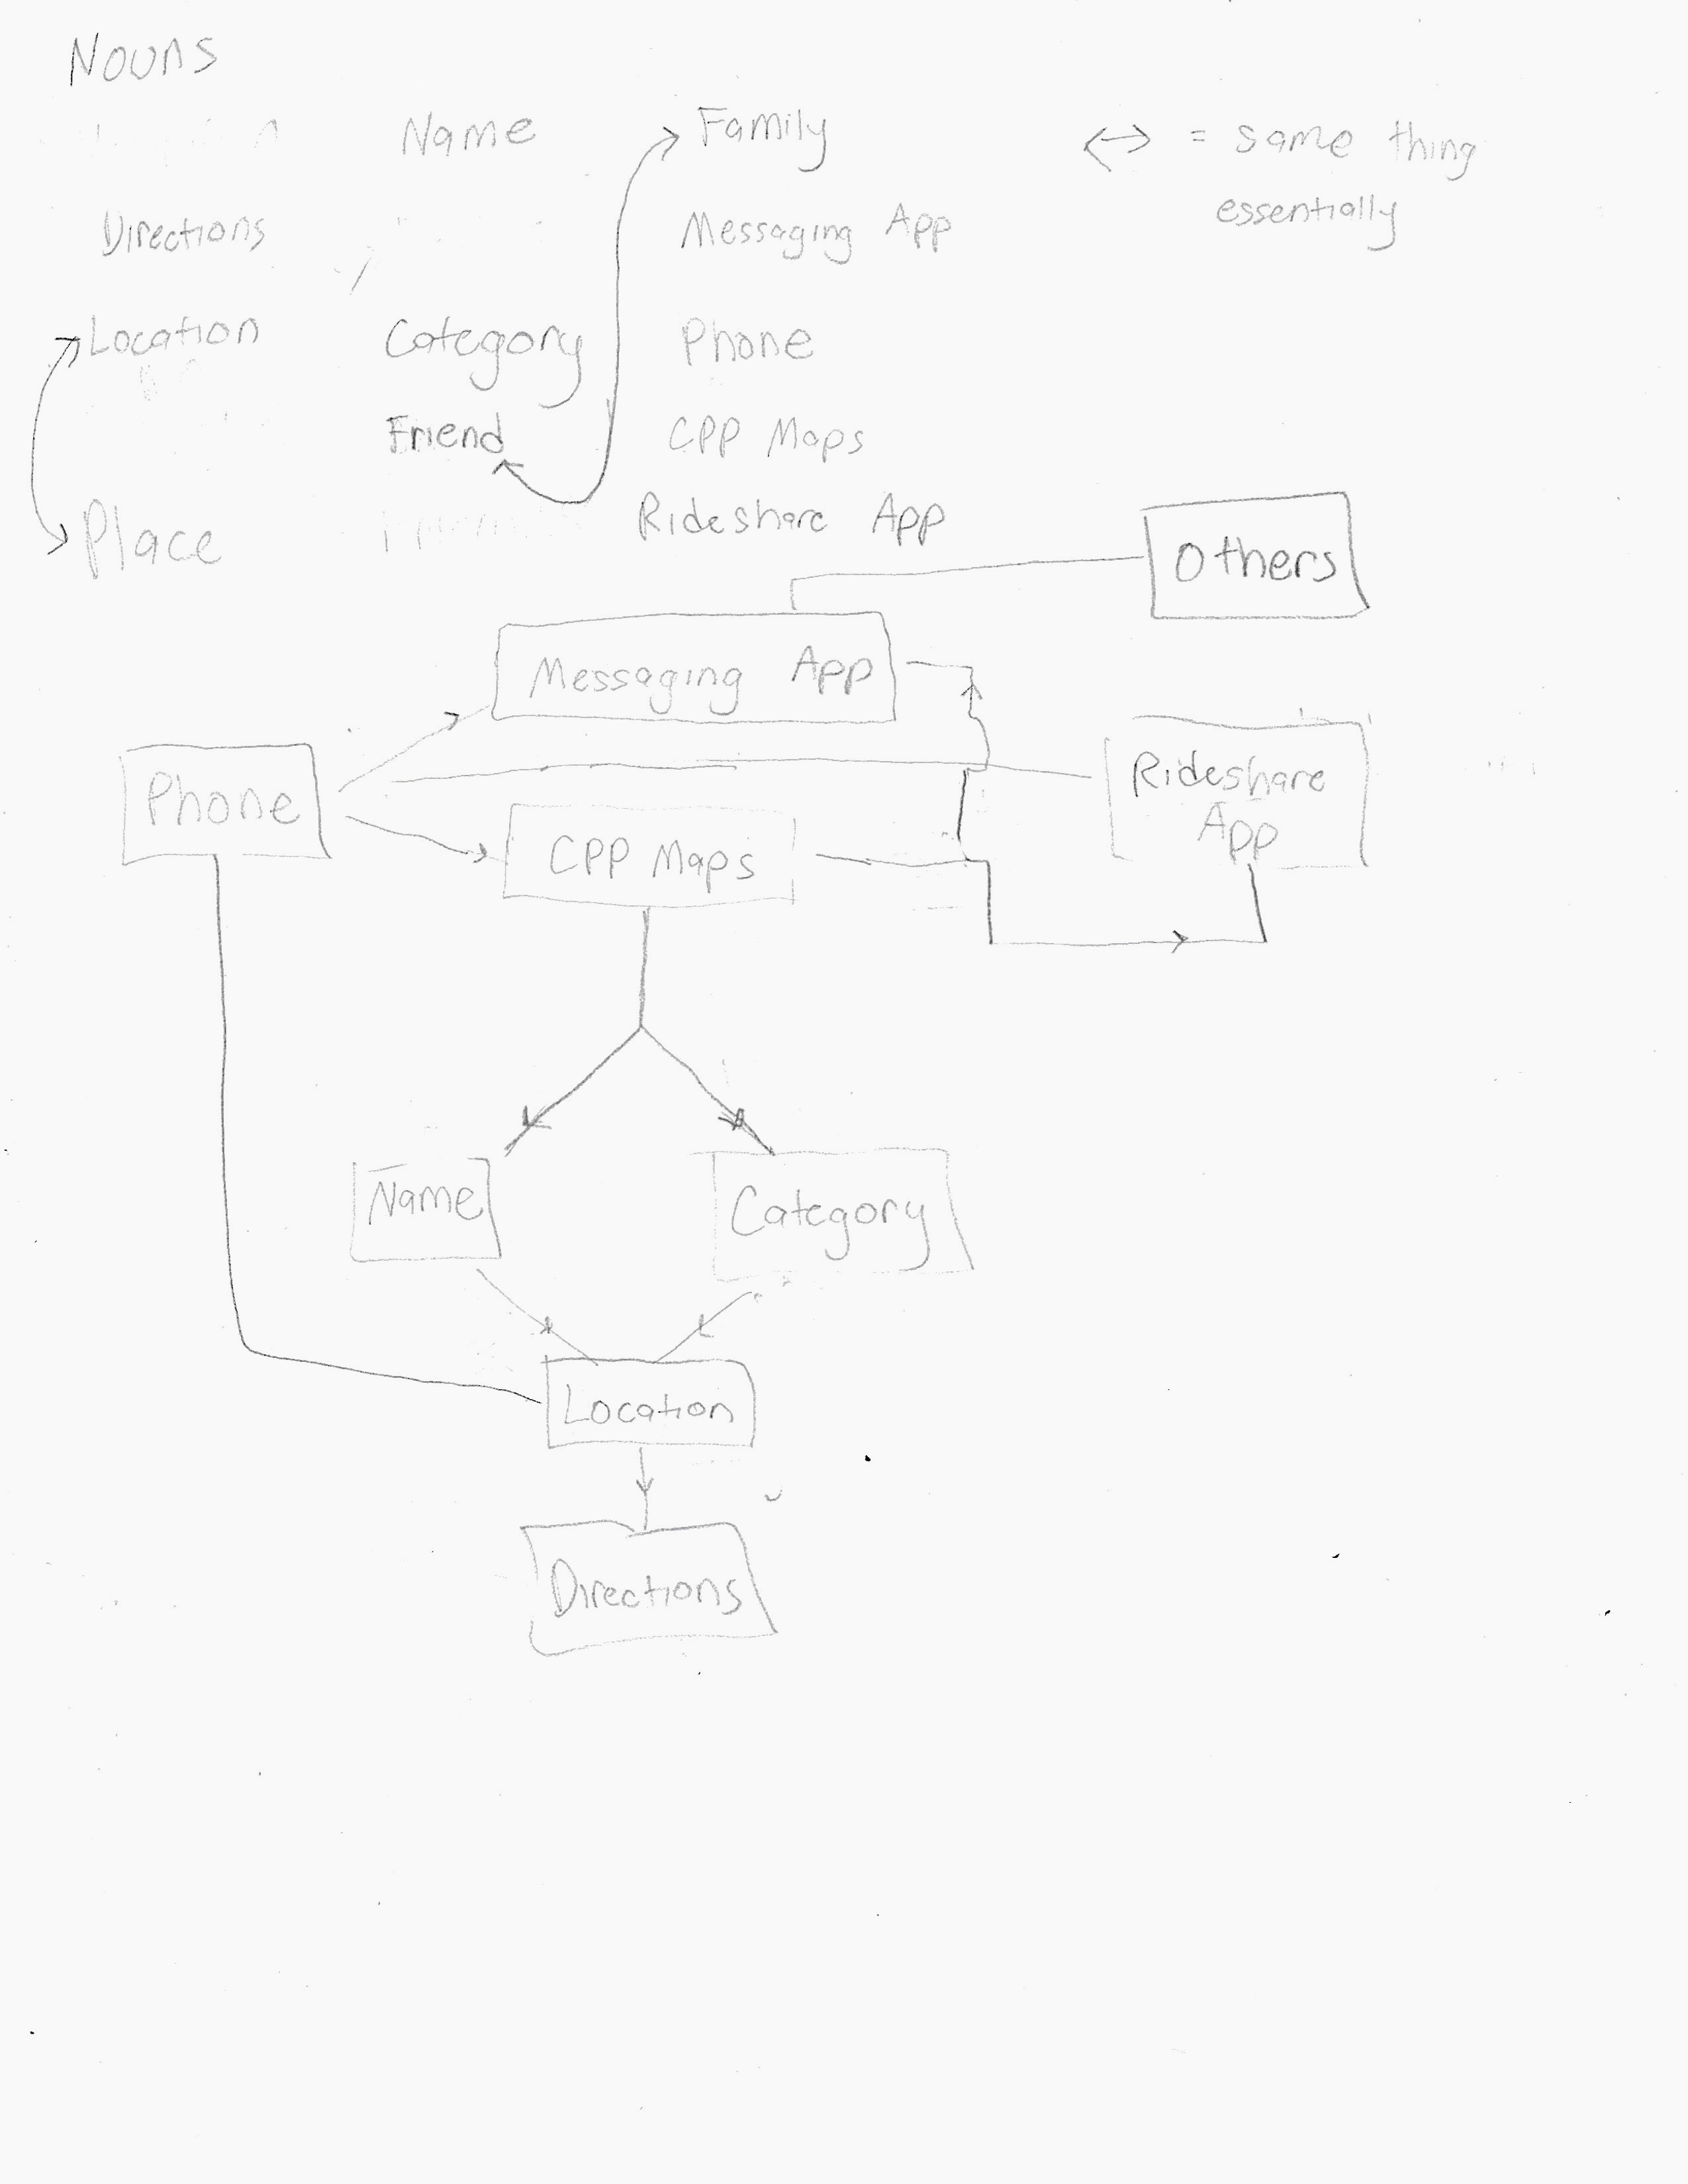 Nouns
Name
Family
↔ = same thing
essentially
Directions
Messaging App
Location
Category
Phone
Friend
CPP Maps
Place
Rideshare App
Others
Messaging App
Phone
Rideshare
App
CPP Maps
Name
Category
Location
Directions